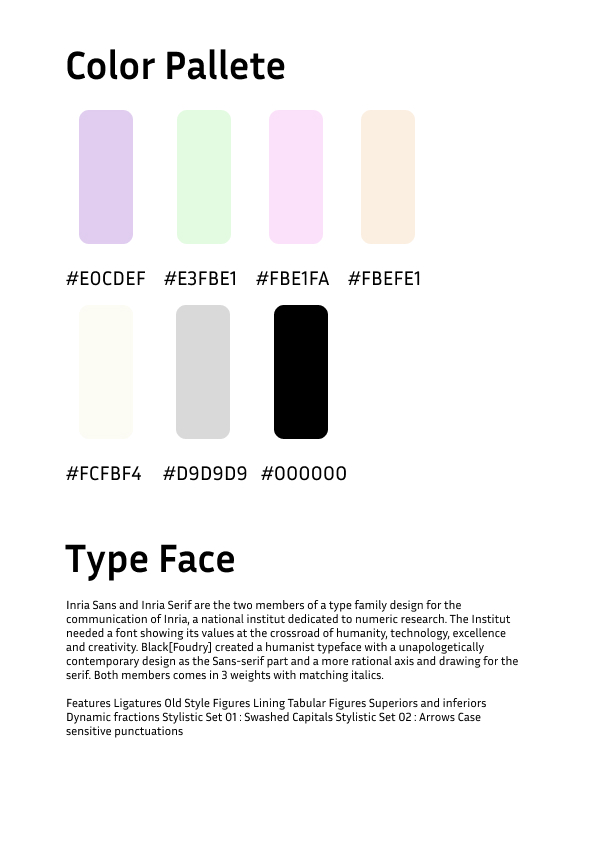 Color Pallete
#E0CDEF #E3FBE1 #FBE1FA #FBEFE1
#FCFBF4 #D9D9D9 #000000
Type Face
Inria Sans and Inria Serif are the two members of a type family design for the
communication of Inria, a national institut dedicated to numeric research. The Institut
needed a font showing its values at the crossroad of humanity, technology, excellence
and creativity. Black[Foudry] created a humanist typeface with a unapologetically
contemporary design as the Sans-serif part and a more rational axis and drawing for the
serif. Both members comes in 3 weights with matching italics.
Features Ligatures Old Style Figures Lining Tabular Figures Superiors and inferiors
Dynamic fractions Stylistic Set 01 : Swashed Capitals Stylistic Set 02 : Arrows Case
sensitive punctuations